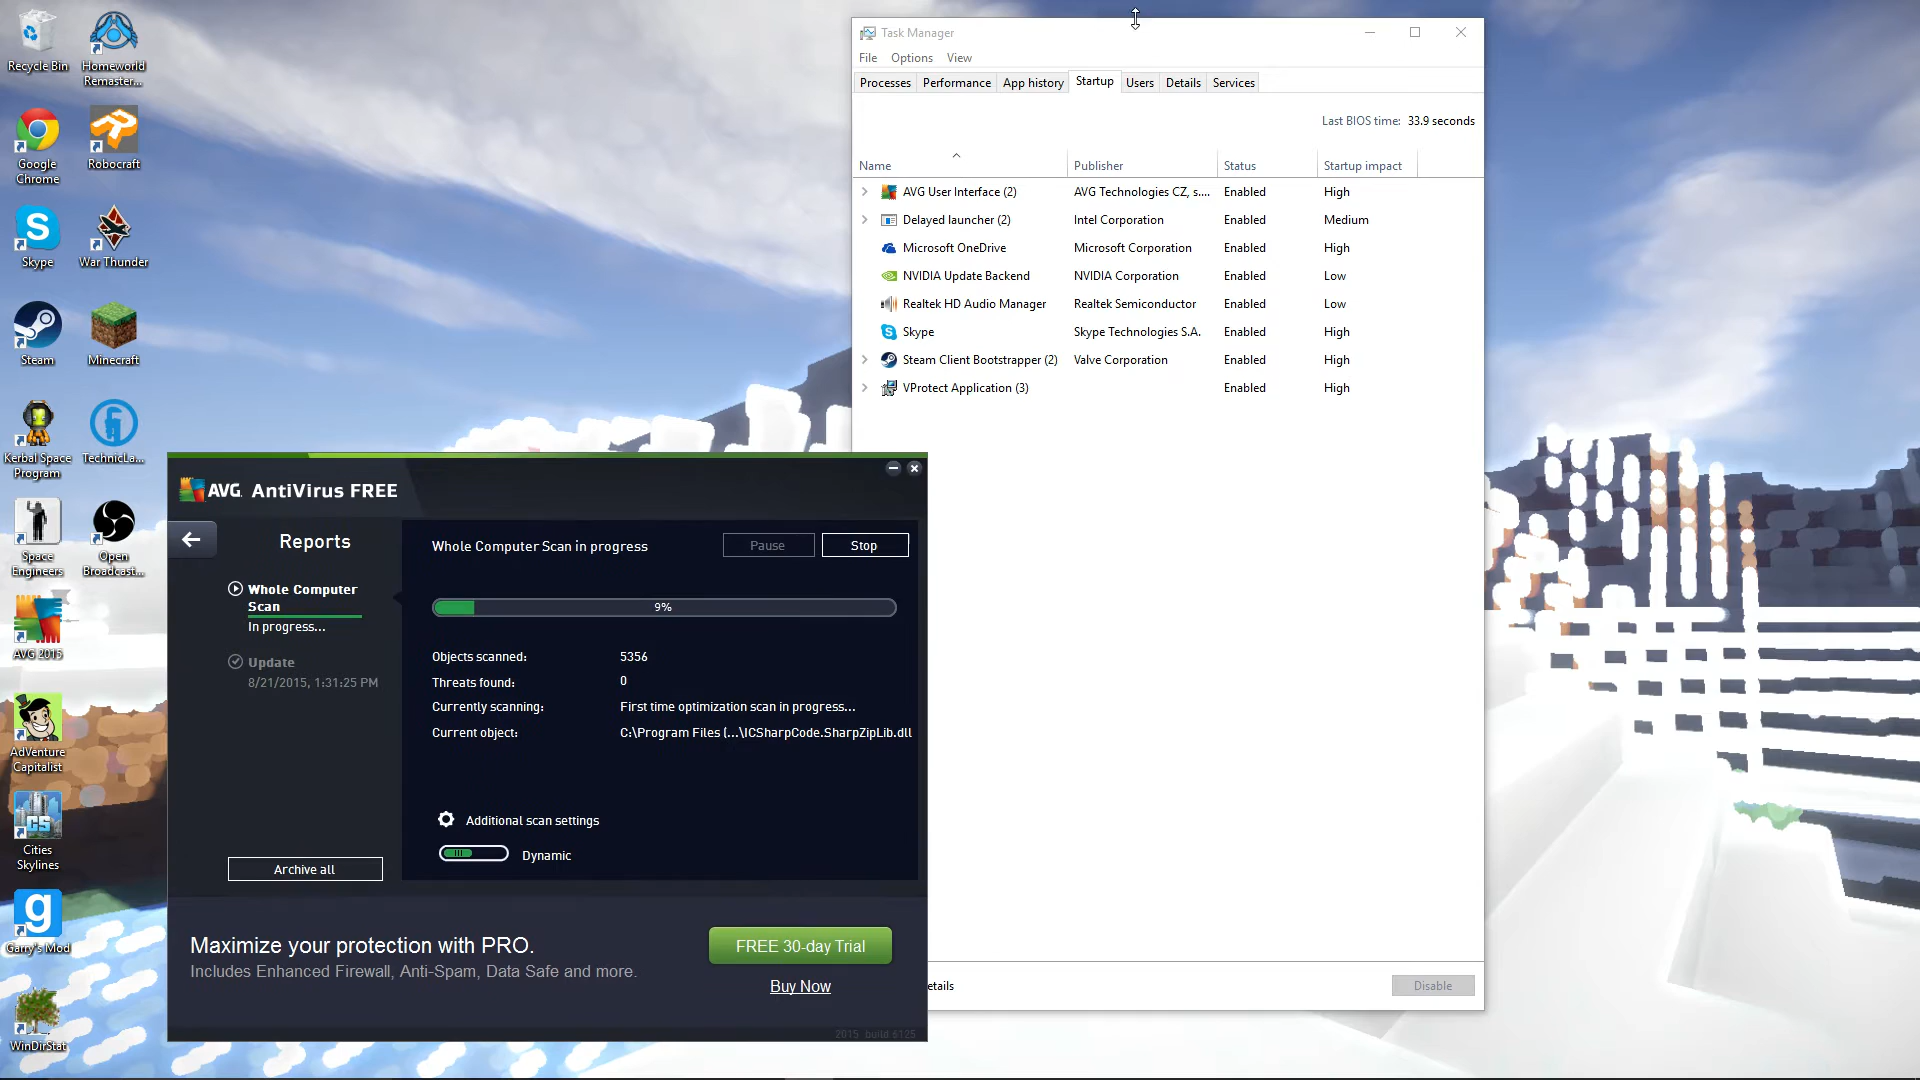 Recycle Bin
Homeworld
Remaster...
Google
Chrome
Robocraft
Skype
War Thunder
Steam
Minecraft
Kerbal Space
Program
TechnicLa...
Space
Engineers
Open
Broadcast...
AVG 2015
AdVenture
Capitalist
Cities
Skylines
Garry's Mod
WinDirStat
Task Manager
File Options View
Processes Performance App history Startup Users Details Services
Last BIOS time: 33.9 seconds
Name Publisher Status Startup impact
AVG User Interface (2) AVG Technologies CZ, s.... Enabled High
Delayed launcher (2) Intel Corporation Enabled Medium
Microsoft OneDrive Microsoft Corporation Enabled High
NVIDIA Update Backend NVIDIA Corporation Enabled Low
Realtek HD Audio Manager Realtek Semiconductor Enabled Low
Skype Skype Technologies S.A. Enabled High
Steam Client Bootstrapper (2) Valve Corporation Enabled High
VProtect Application (3) Enabled High
etails
Disable
AVG AntiVirus FREE
Reports
Whole Computer
Scan
In progress...
Update
8/21/2015, 1:31:25 PM
Archive all
Whole Computer Scan in progress
Pause
Stop
9%
Objects scanned: 5356
Threats found: 0
Currently scanning: First time optimization scan in progress...
Current object: C:\Program Files (...\ICSharpCode.SharpZipLib.dll
Additional scan settings
Dynamic
Maximize your protection with PRO.
Includes Enhanced Firewall, Anti-Spam, Data Safe and more.
FREE 30-day Trial
Buy Now
2015 build 6125